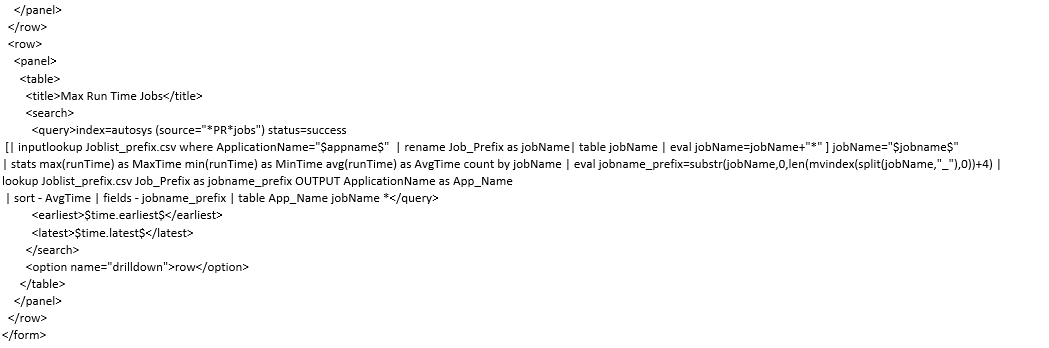 </panel>
</row>
<row>
<panel>
<table>
<title>Max Run Time Jobs</title>
<search>
<query>index=autosys (source="*PR*jobs") status=success
[| inputlookup Joblist_prefix.csv where ApplicationName="$appname$"  | rename Job_Prefix as jobName| table jobName | eval jobName=jobName+"*" ] jobName="$jobname$"
| stats max(runTime) as MaxTime min(runTime) as MinTime avg(runTime) as AvgTime count by jobName | eval jobname_prefix=substr(jobName,0,len(mvindex(split(jobName,"_"),0))+4) |
lookup Joblist_prefix.csv Job_Prefix as jobname_prefix OUTPUT ApplicationName as App_Name
| sort - AvgTime | fields - jobname_prefix | table App_Name jobName *</query>
<earliest>$time.earliest$</earliest>
<latest>$time.latest$</latest>
</search>
<option name="drilldown">row</option>
</table>
</panel>
</row>
</form>